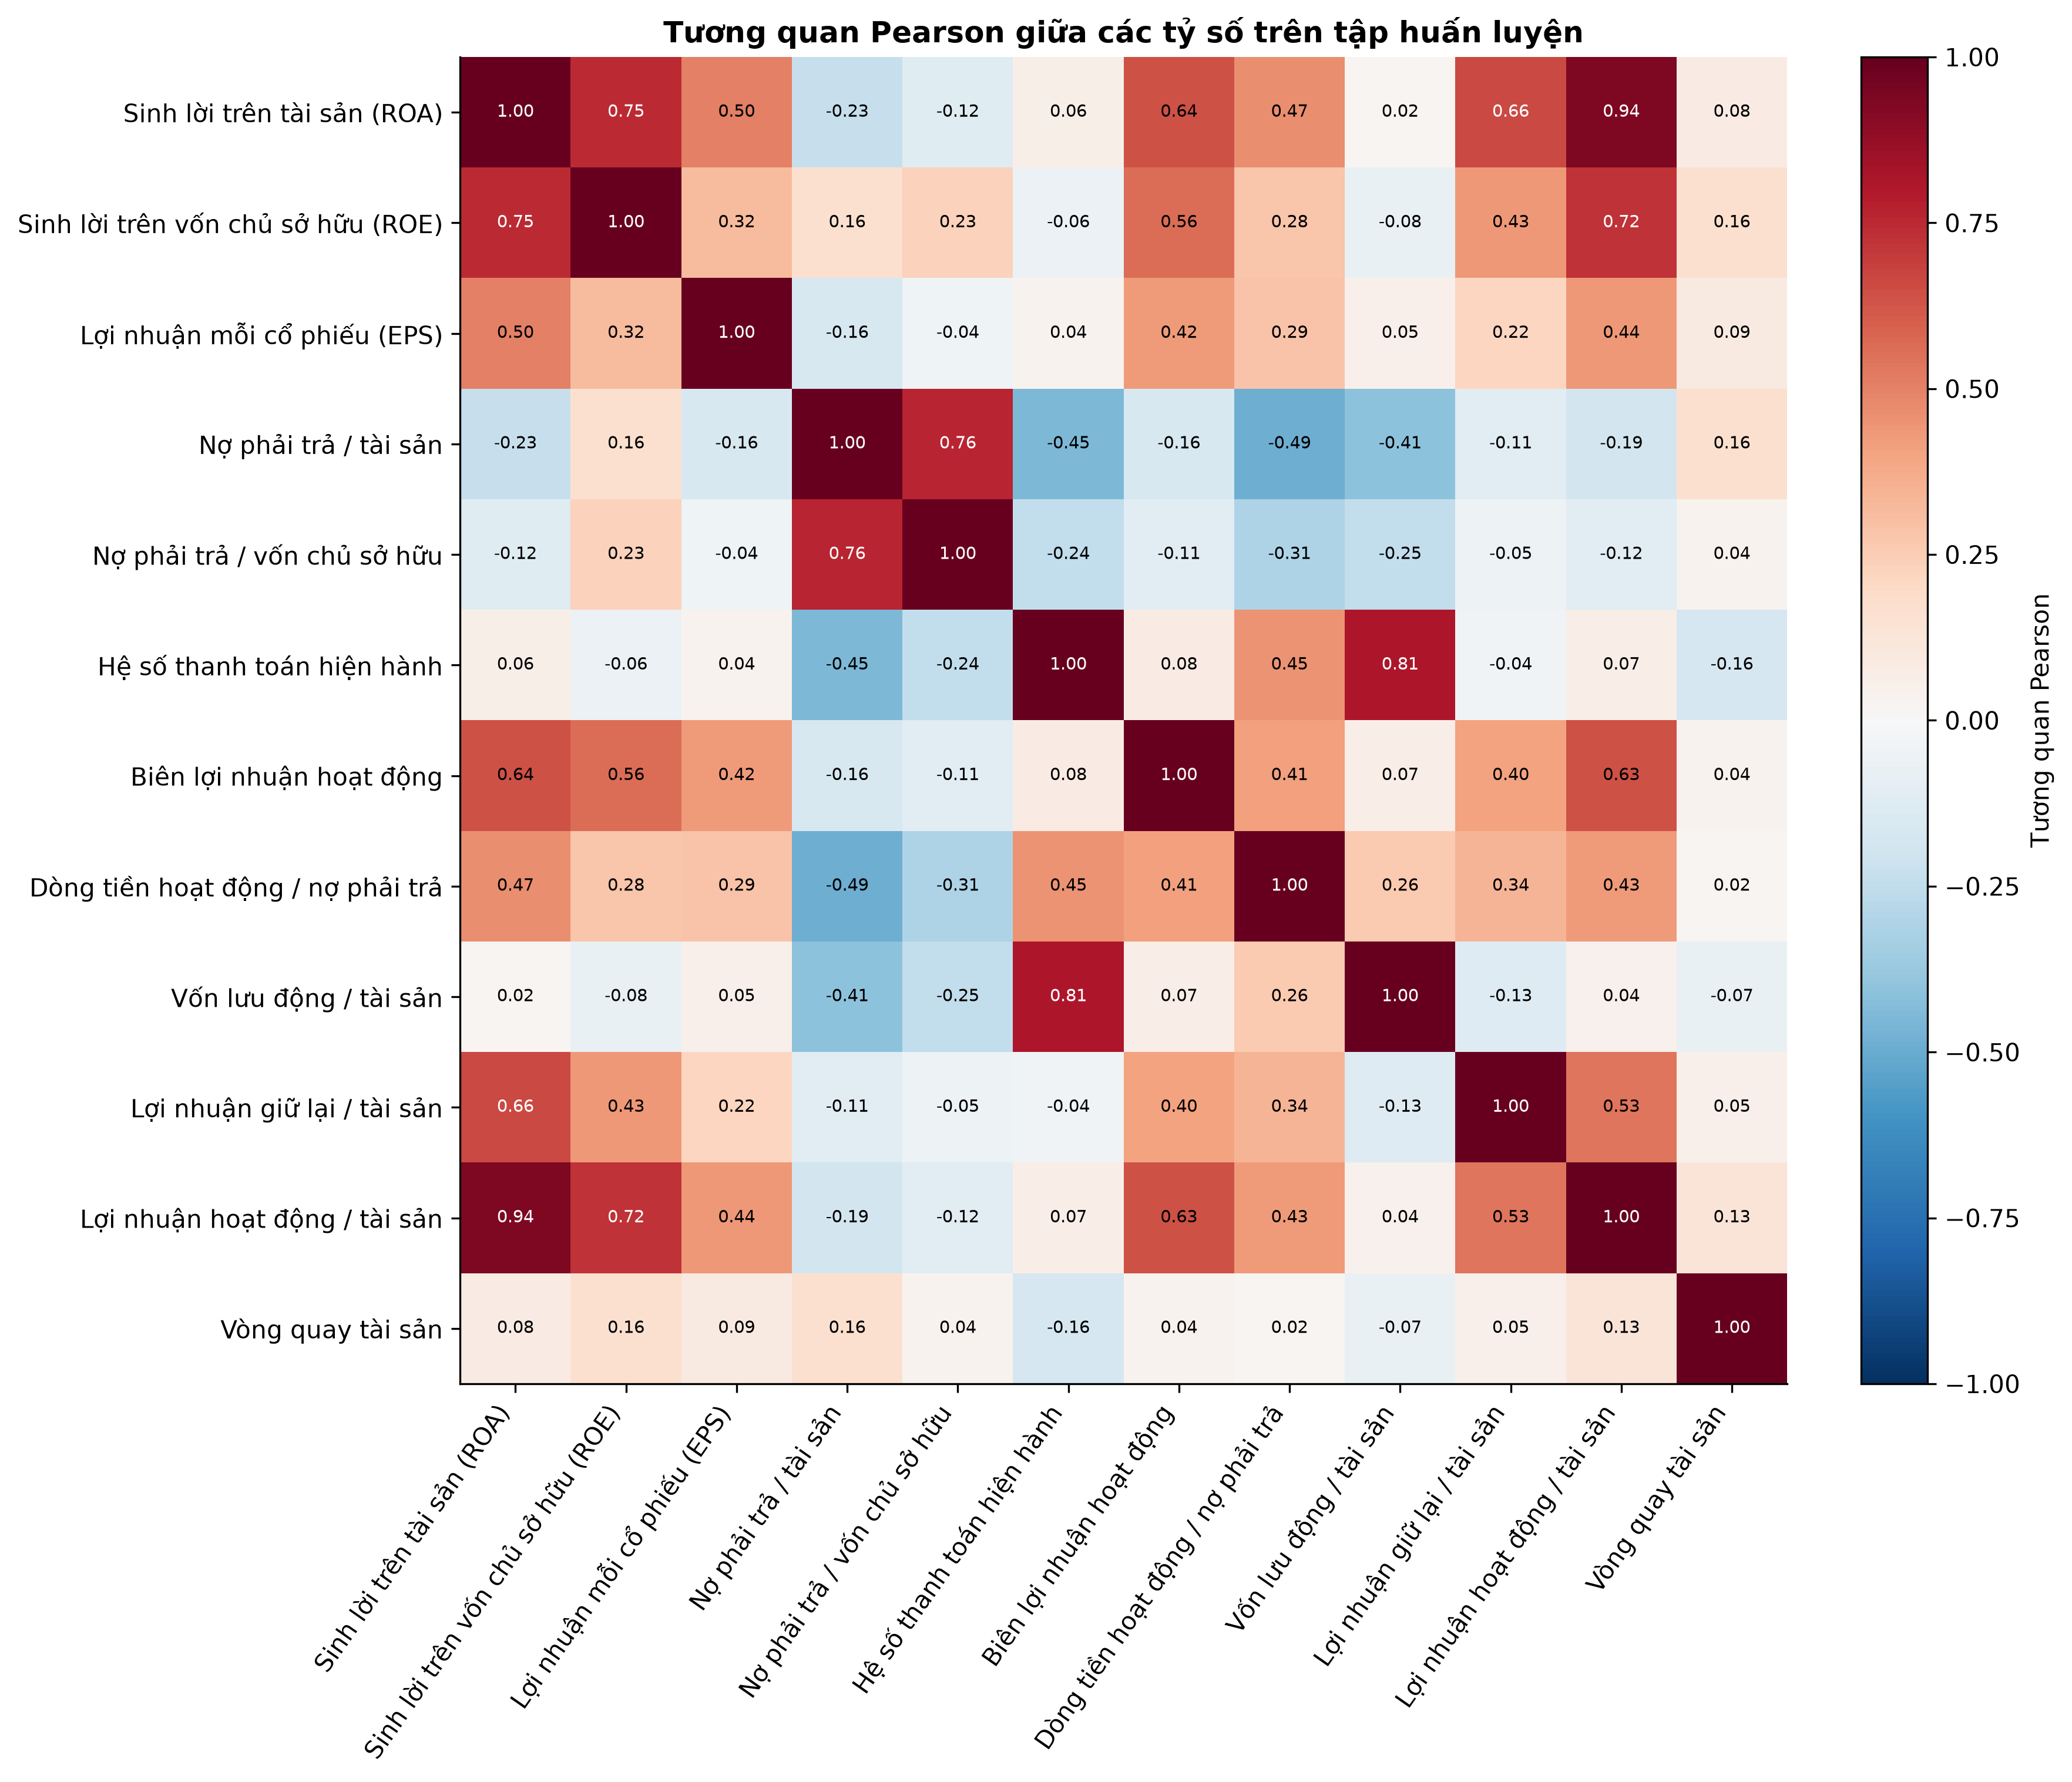 Tương quan Pearson giữa các tỷ số trên tập huấn luyện
Sinh lời trên tài sản (ROA) 1.00 0.75 0.50 -0.23 -0.12 0.06 0.64 0.47 0.02 0.66 0.94 0.08
Sinh lời trên vốn chủ sở hữu (ROE) 0.75 1.00 0.32 0.16 0.23 -0.06 0.56 0.28 -0.08 0.43 0.72 0.16
Lợi nhuận mỗi cổ phiếu (EPS) 0.50 0.32 1.00 -0.16 -0.04 0.04 0.42 0.29 0.05 0.22 0.44 0.09
Nợ phải trả / tài sản -0.23 0.16 -0.16 1.00 0.76 -0.45 -0.16 -0.49 -0.41 -0.11 -0.19 0.16
Nợ phải trả / vốn chủ sở hữu -0.12 0.23 -0.04 0.76 1.00 -0.24 -0.11 -0.31 -0.25 -0.05 -0.12 0.04
Hệ số thanh toán hiện hành 0.06 -0.06 0.04 -0.45 -0.24 1.00 0.08 0.45 0.81 -0.04 0.07 -0.16
Biên lợi nhuận hoạt động 0.64 0.56 0.42 -0.16 -0.11 0.08 1.00 0.41 0.07 0.40 0.63 0.04
Dòng tiền hoạt động / nợ phải trả 0.47 0.28 0.29 -0.49 -0.31 0.45 0.41 1.00 0.26 0.34 0.43 0.02
Vốn lưu động / tài sản 0.02 -0.08 0.05 -0.41 -0.25 0.81 0.07 0.26 1.00 -0.13 0.04 -0.07
Lợi nhuận giữ lại / tài sản 0.66 0.43 0.22 -0.11 -0.05 -0.04 0.40 0.34 -0.13 1.00 0.53 0.05
Lợi nhuận hoạt động / tài sản 0.94 0.72 0.44 -0.19 -0.12 0.07 0.63 0.43 0.04 0.53 1.00 0.13
Vòng quay tài sản 0.08 0.16 0.09 0.16 0.04 -0.16 0.04 0.02 -0.07 0.05 0.13 1.00
Sinh lời trên tài sản (ROA)
Sinh lời trên vốn chủ sở hữu (ROE)
Lợi nhuận mỗi cổ phiếu (EPS)
Nợ phải trả / tài sản
Nợ phải trả / vốn chủ sở hữu
Hệ số thanh toán hiện hành
Biên lợi nhuận hoạt động
Dòng tiền hoạt động / nợ phải trả
Vốn lưu động / tài sản
Lợi nhuận giữ lại / tài sản
Lợi nhuận hoạt động / tài sản
Vòng quay tài sản
1.00
0.75
0.50
0.25
0.00
−0.25
−0.50
−0.75
−1.00
Tương quan Pearson